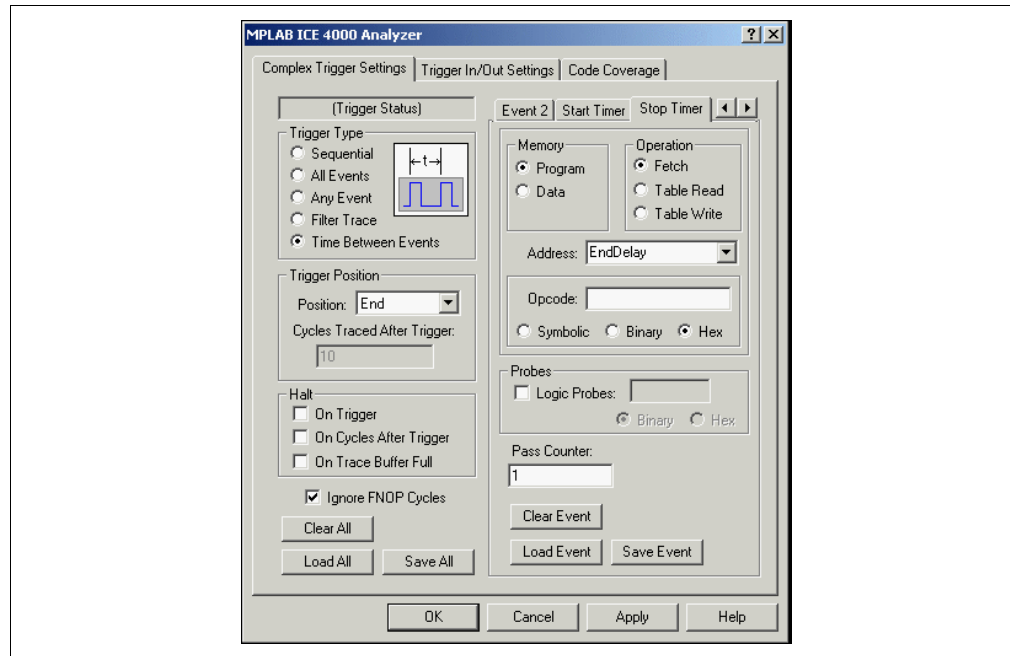 MPLAB ICE 4000 Analyzer
Complex Trigger Settings
Trigger In/Out Settings
Code Coverage
(Trigger Status)
Trigger Type
Sequential
All Events
Any Event
Filter Trace
Time Between Events
t
Trigger Position
Position: End
Cycles Traced After Trigger:
10
Halt
On Trigger
On Cycles After Trigger
On Trace Buffer Full
Ignore FNOP Cycles
Clear All
Load All
Save All
Event 2
Start Timer
Stop Timer
Memory
Program
Data
Operation
Fetch
Table Read
Table Write
Address: EndDelay
Opcode:
Symbolic
Binary
Hex
Probes
Logic Probes:
Binary
Hex
Pass Counter:
1
Clear Event
Load Event
Save Event
OK
Cancel
Apply
Help